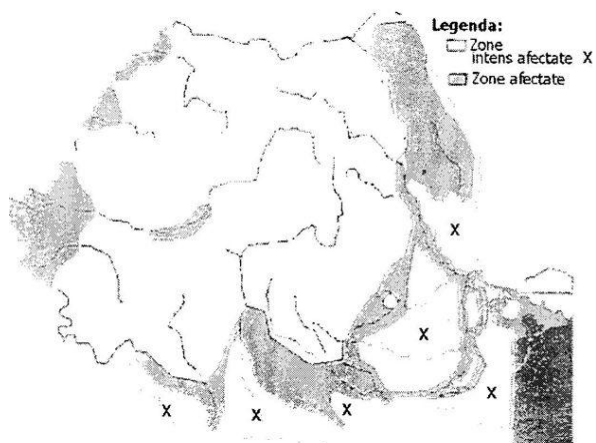 Legenda:
Zone
intens afectate X
Zone afectate
X
X
X
X
X
X